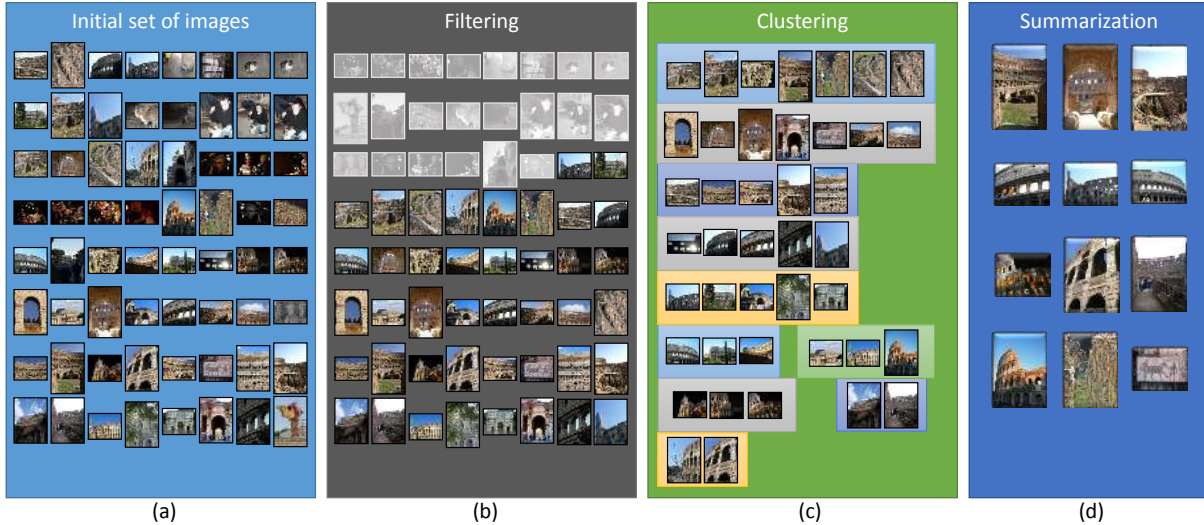 Initial set of images
Filtering
Clustering
Summarization
(a)
(b)
(c)
(d)